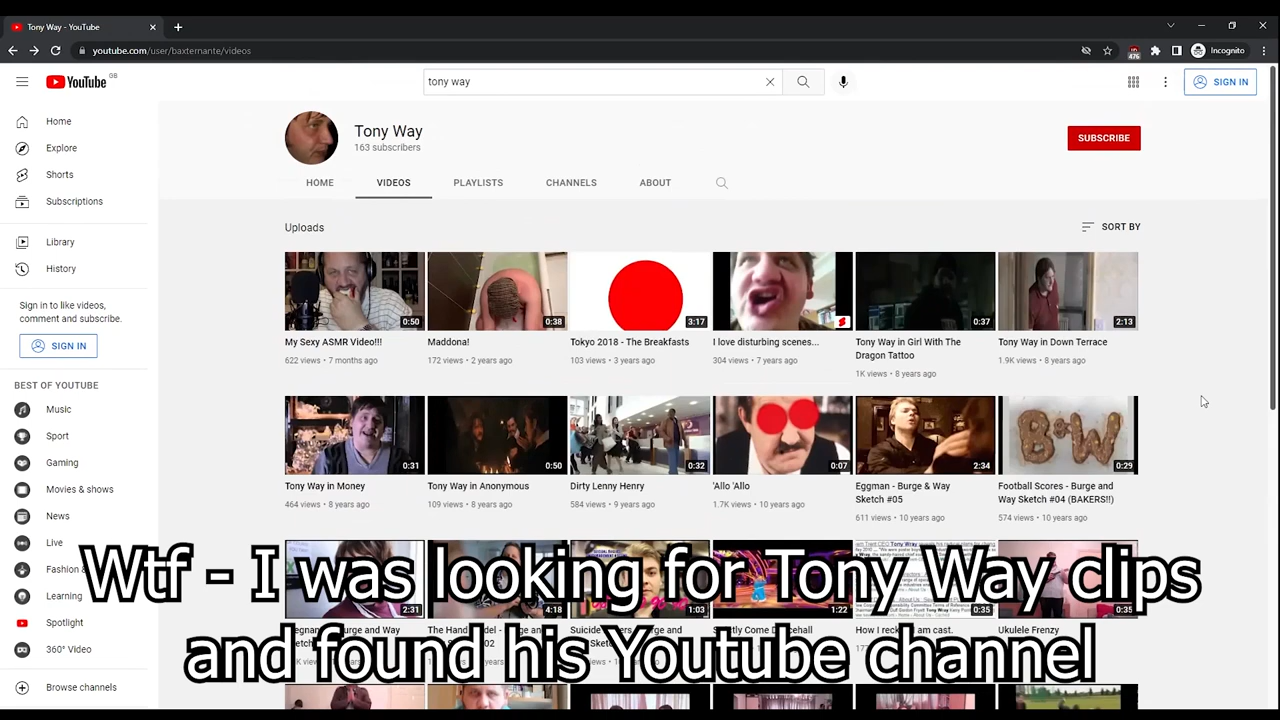 Tony Way - YouTube
youtube.com/user/baxternante/videos
476
Incognito
YouTube GB
tony way
SIGN IN
Home
Explore
Shorts
Subscriptions
Library
History
Sign in to like videos,
comment and subscribe.
SIGN IN
BEST OF YOUTUBE
Music
Sport
Gaming
Movies & shows
News
Live
Fashion &
Learning
Spotlight
360° Video
Browse channels
Tony Way
163 subscribers
SUBSCRIBE
HOME VIDEOS PLAYLISTS CHANNELS ABOUT
Uploads
SORT BY
0:50 0:38 3:17 0:37 2:13
My Sexy ASMR Video!!! Maddona! Tokyo 2018 - The Breakfasts I love disturbing scenes... Tony Way in Girl With The Tony Way in Down Terrace
Dragon Tattoo
622 views • 7 months ago 172 views • 2 years ago 103 views • 3 years ago 304 views • 7 years ago 1.9K views • 8 years ago
1K views • 8 years ago
B&W
0:31 0:50 0:32 0:07 2:34 0:29
Tony Way in Money Tony Way in Anonymous Dirty Lenny Henry 'Allo 'Allo Eggman - Burge & Way Football Scores - Burge and
Sketch #05 Way Sketch #04 (BAKERS!!)
464 views • 8 years ago 109 views • 8 years ago 584 views • 9 years ago 1.7K views • 10 years ago
611 views • 10 years ago 574 views • 10 years ago
2:31 4:18 1:03 1:22 0:35 0:35
Ukulele Frenzy
Wtf - I was looking for Tony Way clips
and found his Youtube channel